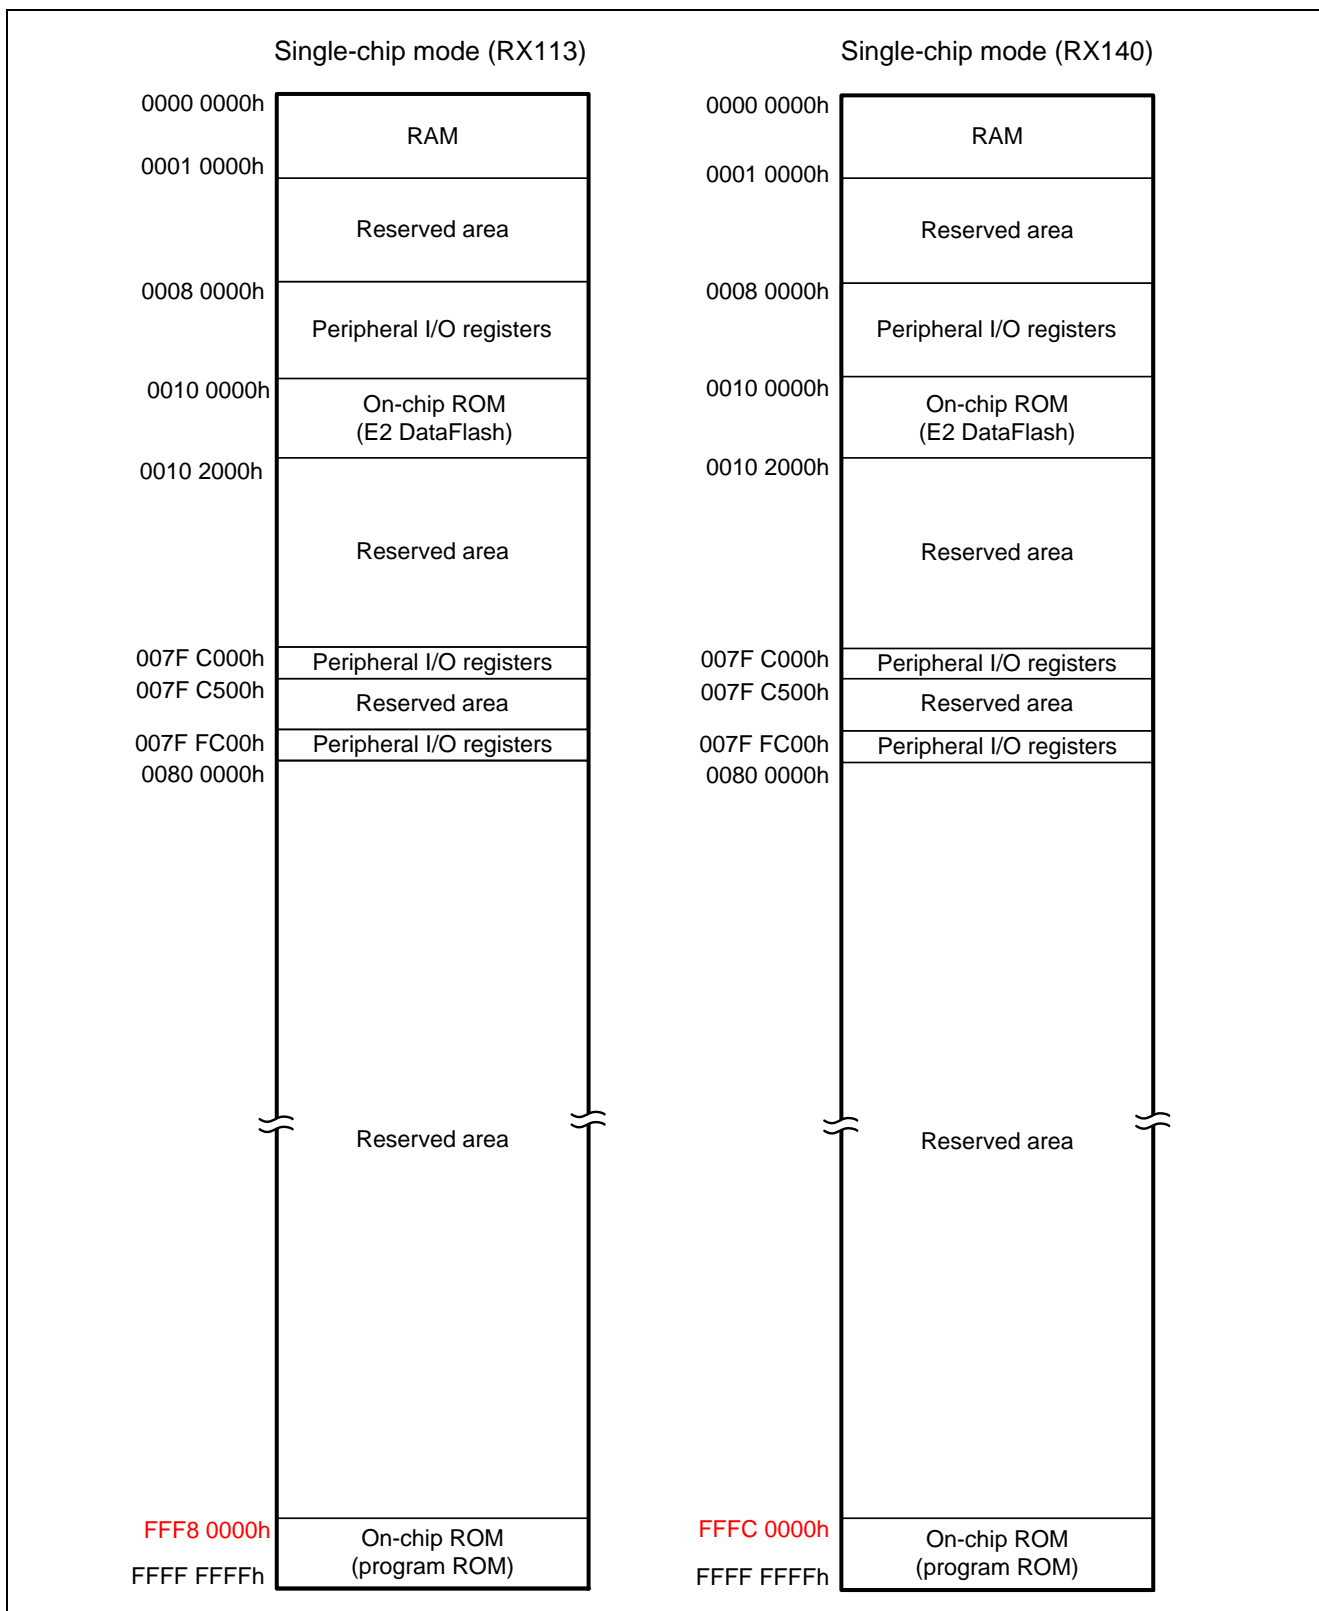 Single-chip mode (RX113)
0000 0000h
RAM
0001 0000h
Reserved area
0008 0000h
Peripheral I/O registers
0010 0000h
On-chip ROM
(E2 DataFlash)
0010 2000h
Reserved area
007F C000h
Peripheral I/O registers
007F C500h
Reserved area
007F FC00h
Peripheral I/O registers
0080 0000h
Reserved area
FFF8 0000h
On-chip ROM
(program ROM)
FFFF FFFFh
Single-chip mode (RX140)
0000 0000h
RAM
0001 0000h
Reserved area
0008 0000h
Peripheral I/O registers
0010 0000h
On-chip ROM
(E2 DataFlash)
0010 2000h
Reserved area
007F C000h
Peripheral I/O registers
007F C500h
Reserved area
007F FC00h
Peripheral I/O registers
0080 0000h
Reserved area
FFFC 0000h
On-chip ROM
(program ROM)
FFFF FFFFh